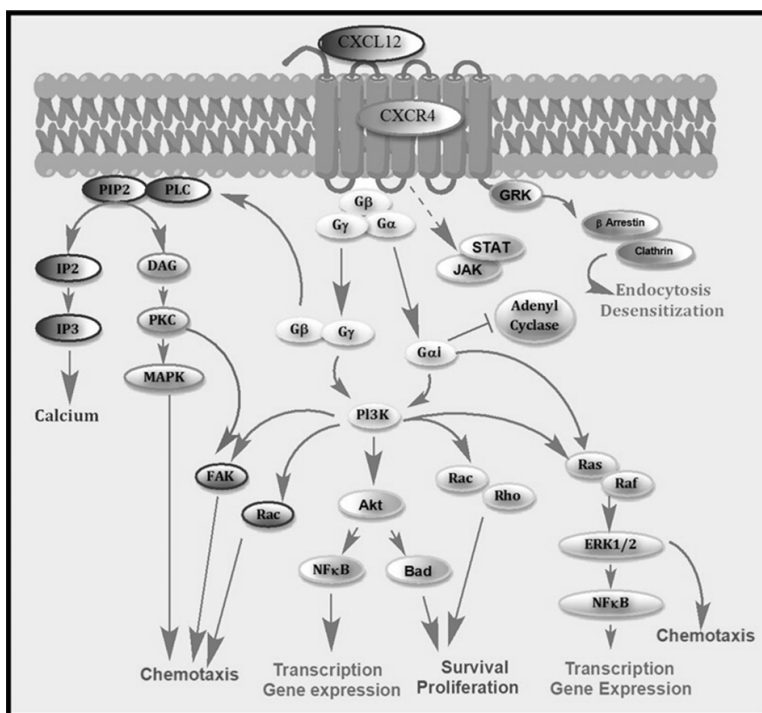 CXCL12
CXCR4
PIP2
PLC
GRK
Gβ
Gγ
Gα
β Arrestin
Clathrin
STAT
JAK
Endocytosis
Desensitization
IP2
DAG
Adenyl
Cyclase
IP3
PKC
Gβ
Gγ
GαI
MAPK
Calcium
PI3K
FAK
Rac
Akt
Rac
Rho
Ras
Raf
ERK1/2
NFκB
Bad
NFκB
Chemotaxis
Chemotaxis
Transcription
Gene expression
Survival
Proliferation
Transcription
Gene Expression